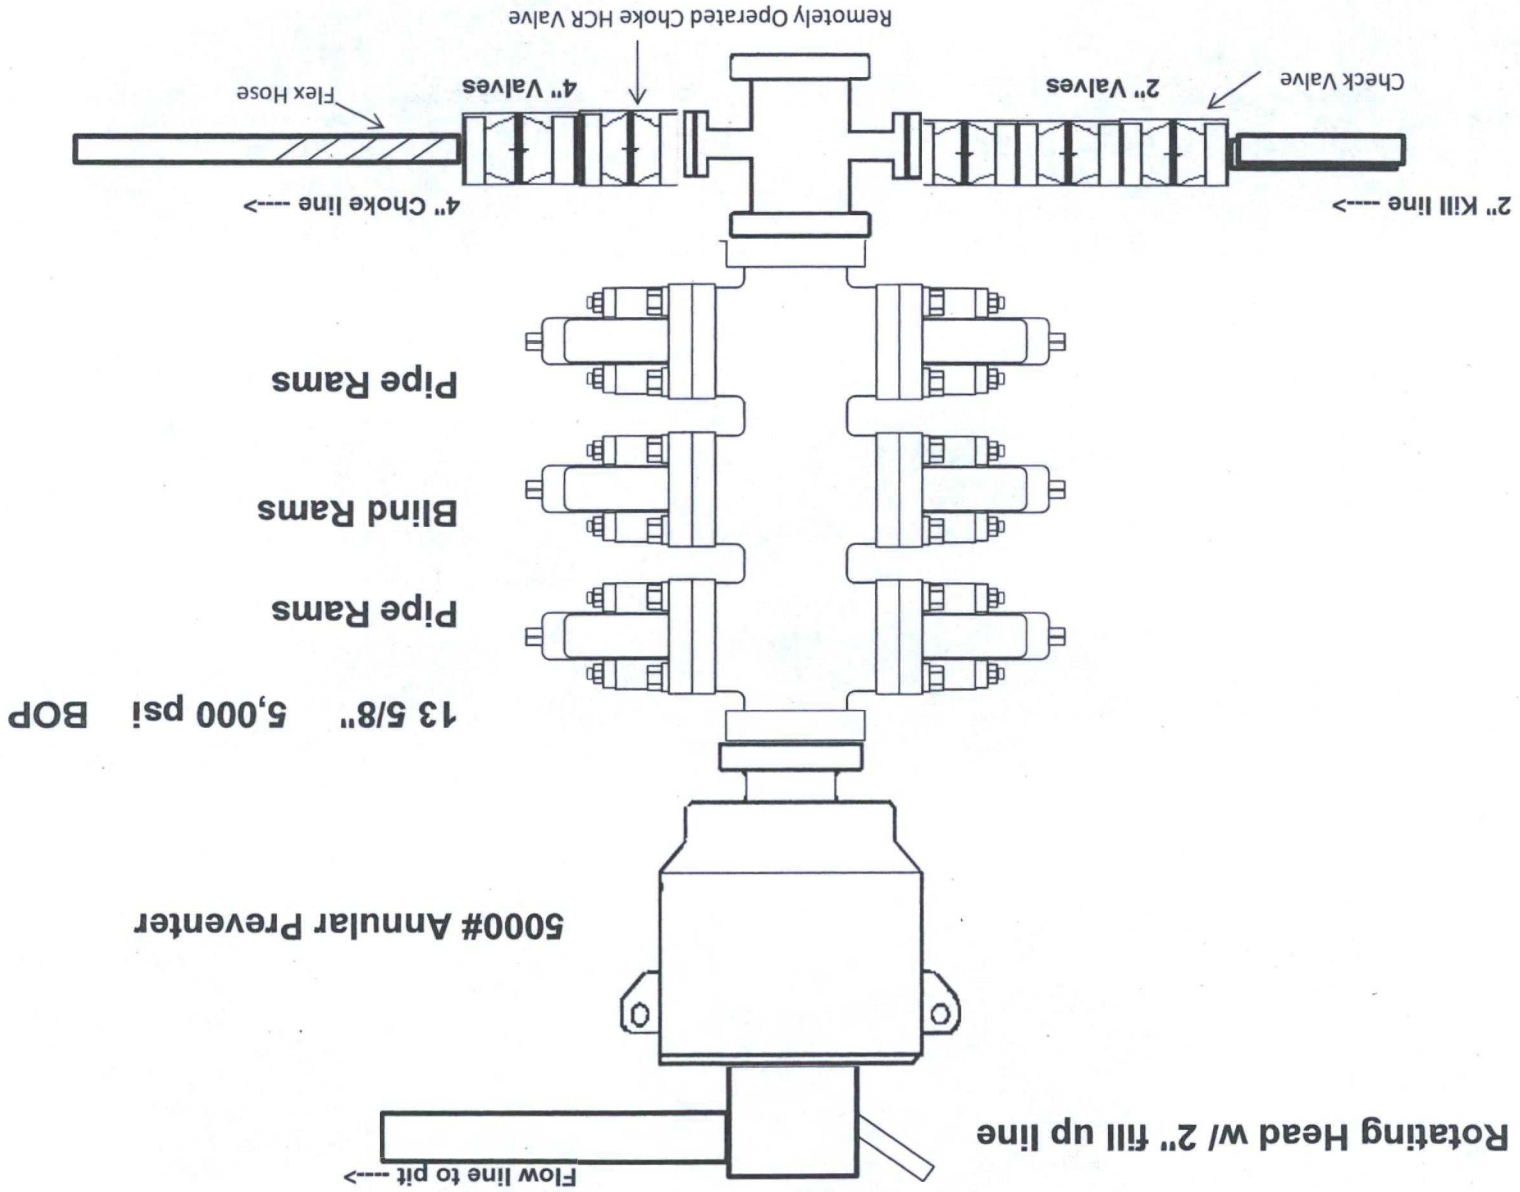 Flow line to pit ---->
Rotating Head w/ 2" fill up line
5000# Annular Preventer
13 5/8" 5,000 psi BOP
Pipe Rams
Blind Rams
Pipe Rams
2" Kill line ---->
4" Choke line ---->
Check Valve
2" Valves
4" Valves
Flex Hose
Remotely Operated Choke HCR Valve